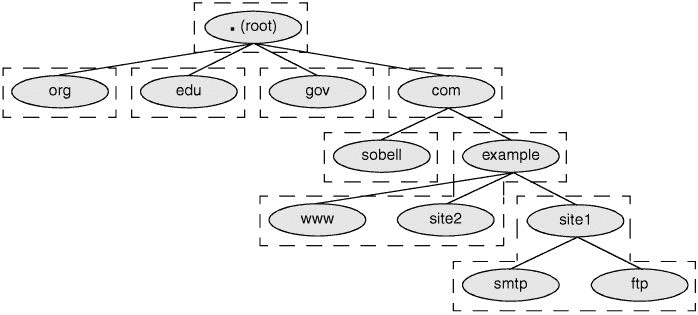 . (root)
org edu gov com
sobell example
www site2 site1
smtp ftp